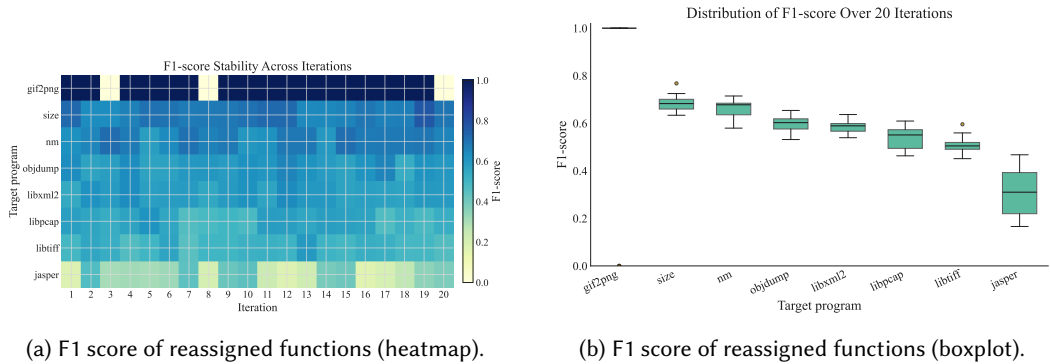 F1-score Stability Across Iterations
Target program
gif2png
size
nm
objdump
libxml2
libpcap
libtiff
jasper
1 2 3 4 5 6 7 8 9 10 11 12 13 14 15 16 17 18 19 20
Iteration
1.0
0.8
0.6
0.4
0.2
0.0
F1-score
(a) F1 score of reassigned functions (heatmap).
Distribution of F1-score Over 20 Iterations
F1-score
1.0
0.8
0.6
0.4
0.2
0.0
gif2png size nm objdump libxml2 libpcap libtiff jasper
Target program
(b) F1 score of reassigned functions (boxplot).